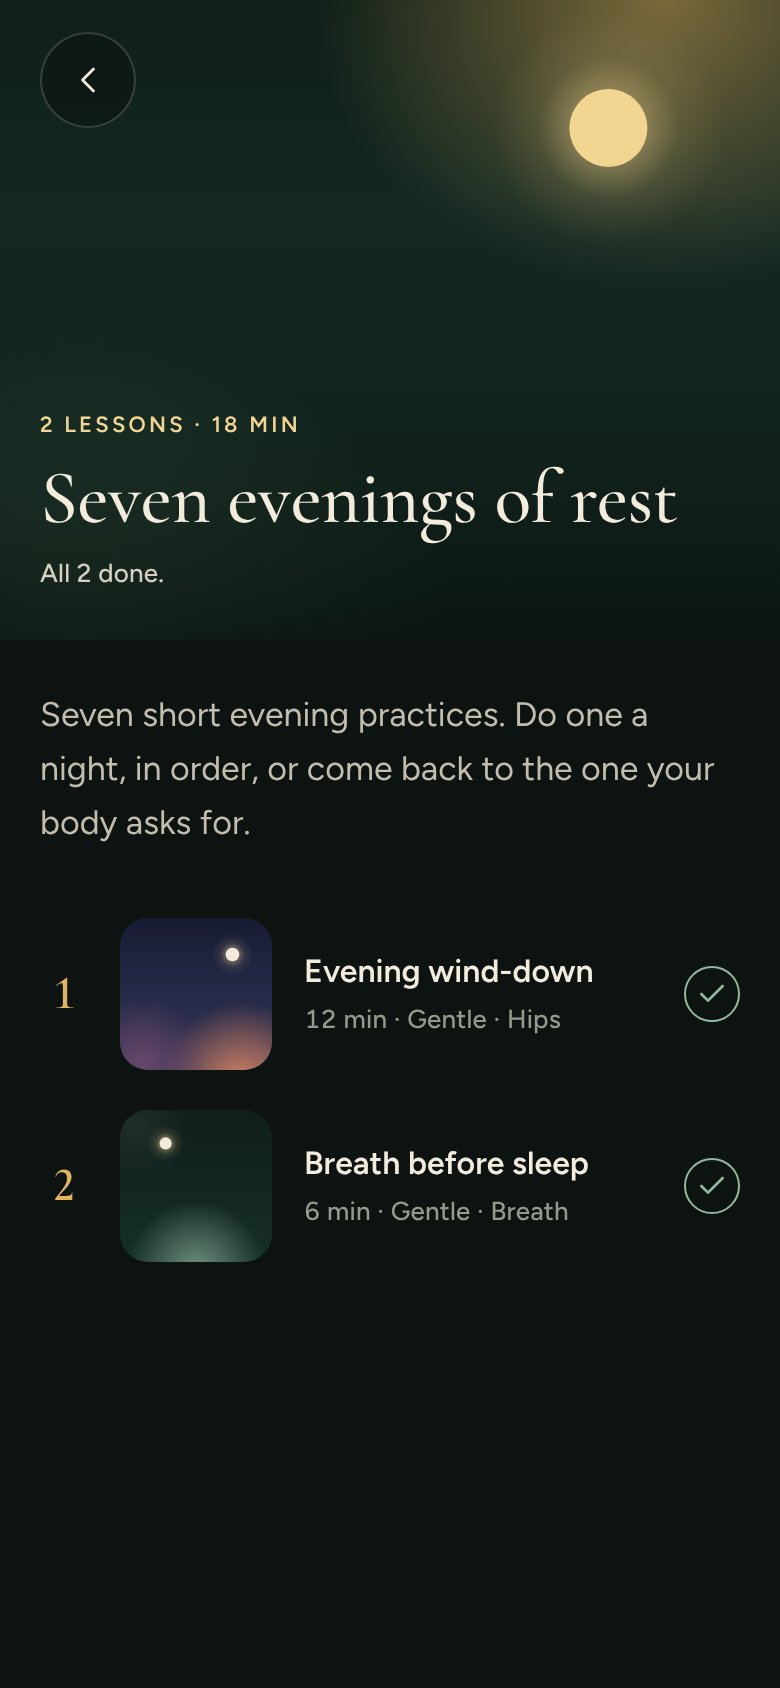 2 LESSONS · 18 MIN
Seven evenings of rest
All 2 done.
Seven short evening practices. Do one a
night, in order, or come back to the one your
body asks for.
1
Evening wind-down
12 min · Gentle · Hips
2
Breath before sleep
6 min · Gentle · Breath